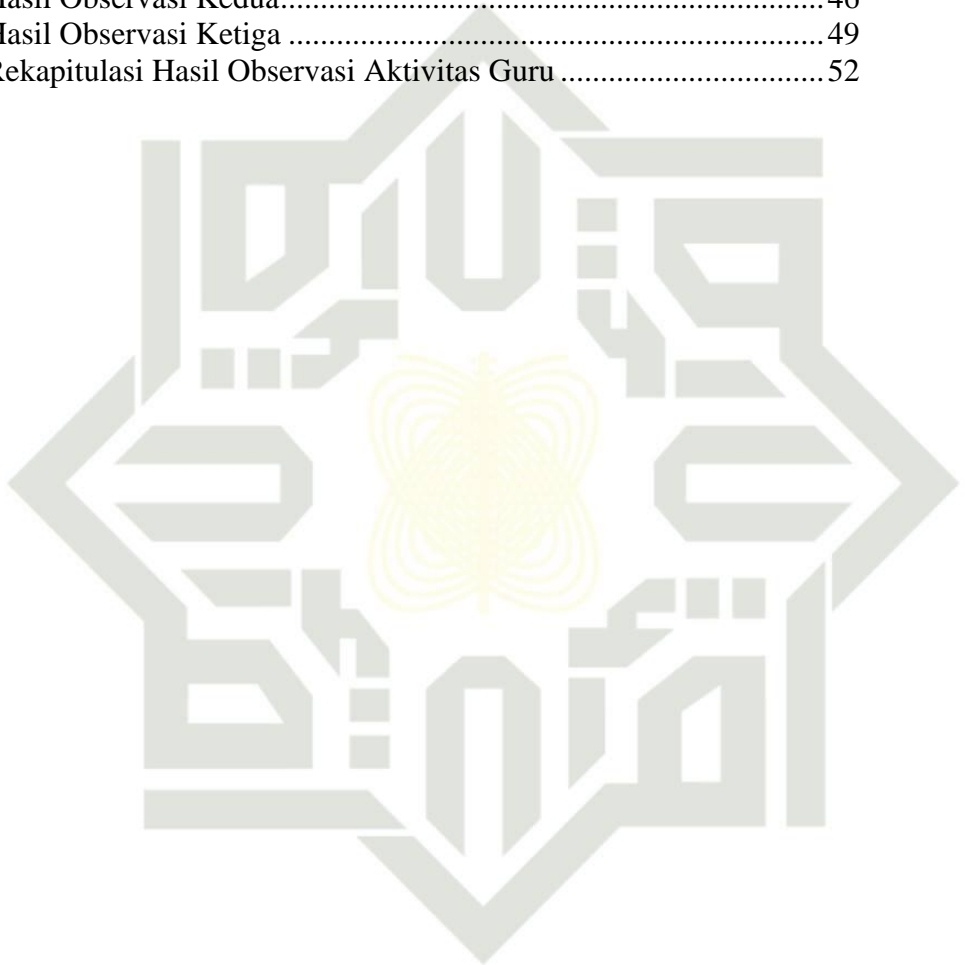 Hasil Observasi Kedua....................................................................46
Hasil Observasi Ketiga ...................................................................49
Rekapitulasi Hasil Observasi Aktivitas Guru .................................52